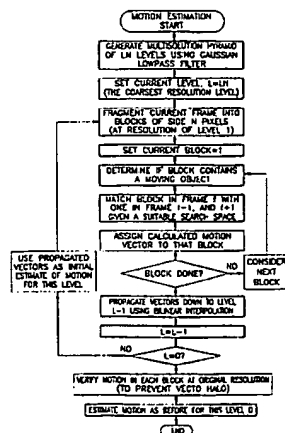 MOTION ESTIMATION
START
GENERATE MULTISOLUTION PYRAMID
OF LN LEVELS USING GAUSSIAN
LOWPASS FILTER
SET CURRENT LEVEL, L=LN
(THE COARSEST RESOLUTION LEVEL)
FRAGMENT CURRENT FRAME INTO
BLOCKS OF SIDE N PIXELS
(AT RESOLUTION OF LEVEL 1)
SET CURRENT BLOCK=1
DETERMINE IF BLOCK CONTAINS
A MOVING OBJECT
MATCH BLOCK IN FRAME I WITH
ONE IN FRAME I-1, AND I+1
GIVEN A SUITABLE SEARCH SPACE
ASSIGN CALCULATED MOTION
VECTOR TO THAT BLOCK
USE PROPAGATED
VECTORS AS INITIAL
ESTIMATE OF MOTION
FOR THIS LEVEL
BLOCK DONE?
NO
CONSIDER
NEXT
BLOCK
PROPAGATE VECTORS DOWN TO LEVEL
L-1 USING BILINEAR INTERPOLATION
L=L-1
NO
L=0?
VERIFY MOTION IN EACH BLOCK AT ORIGINAL RESOLUTION
(TO PREVENT VECTO HALO)
ESTIMATE MOTION AS BEFORE FOR THIS LEVEL 0
END